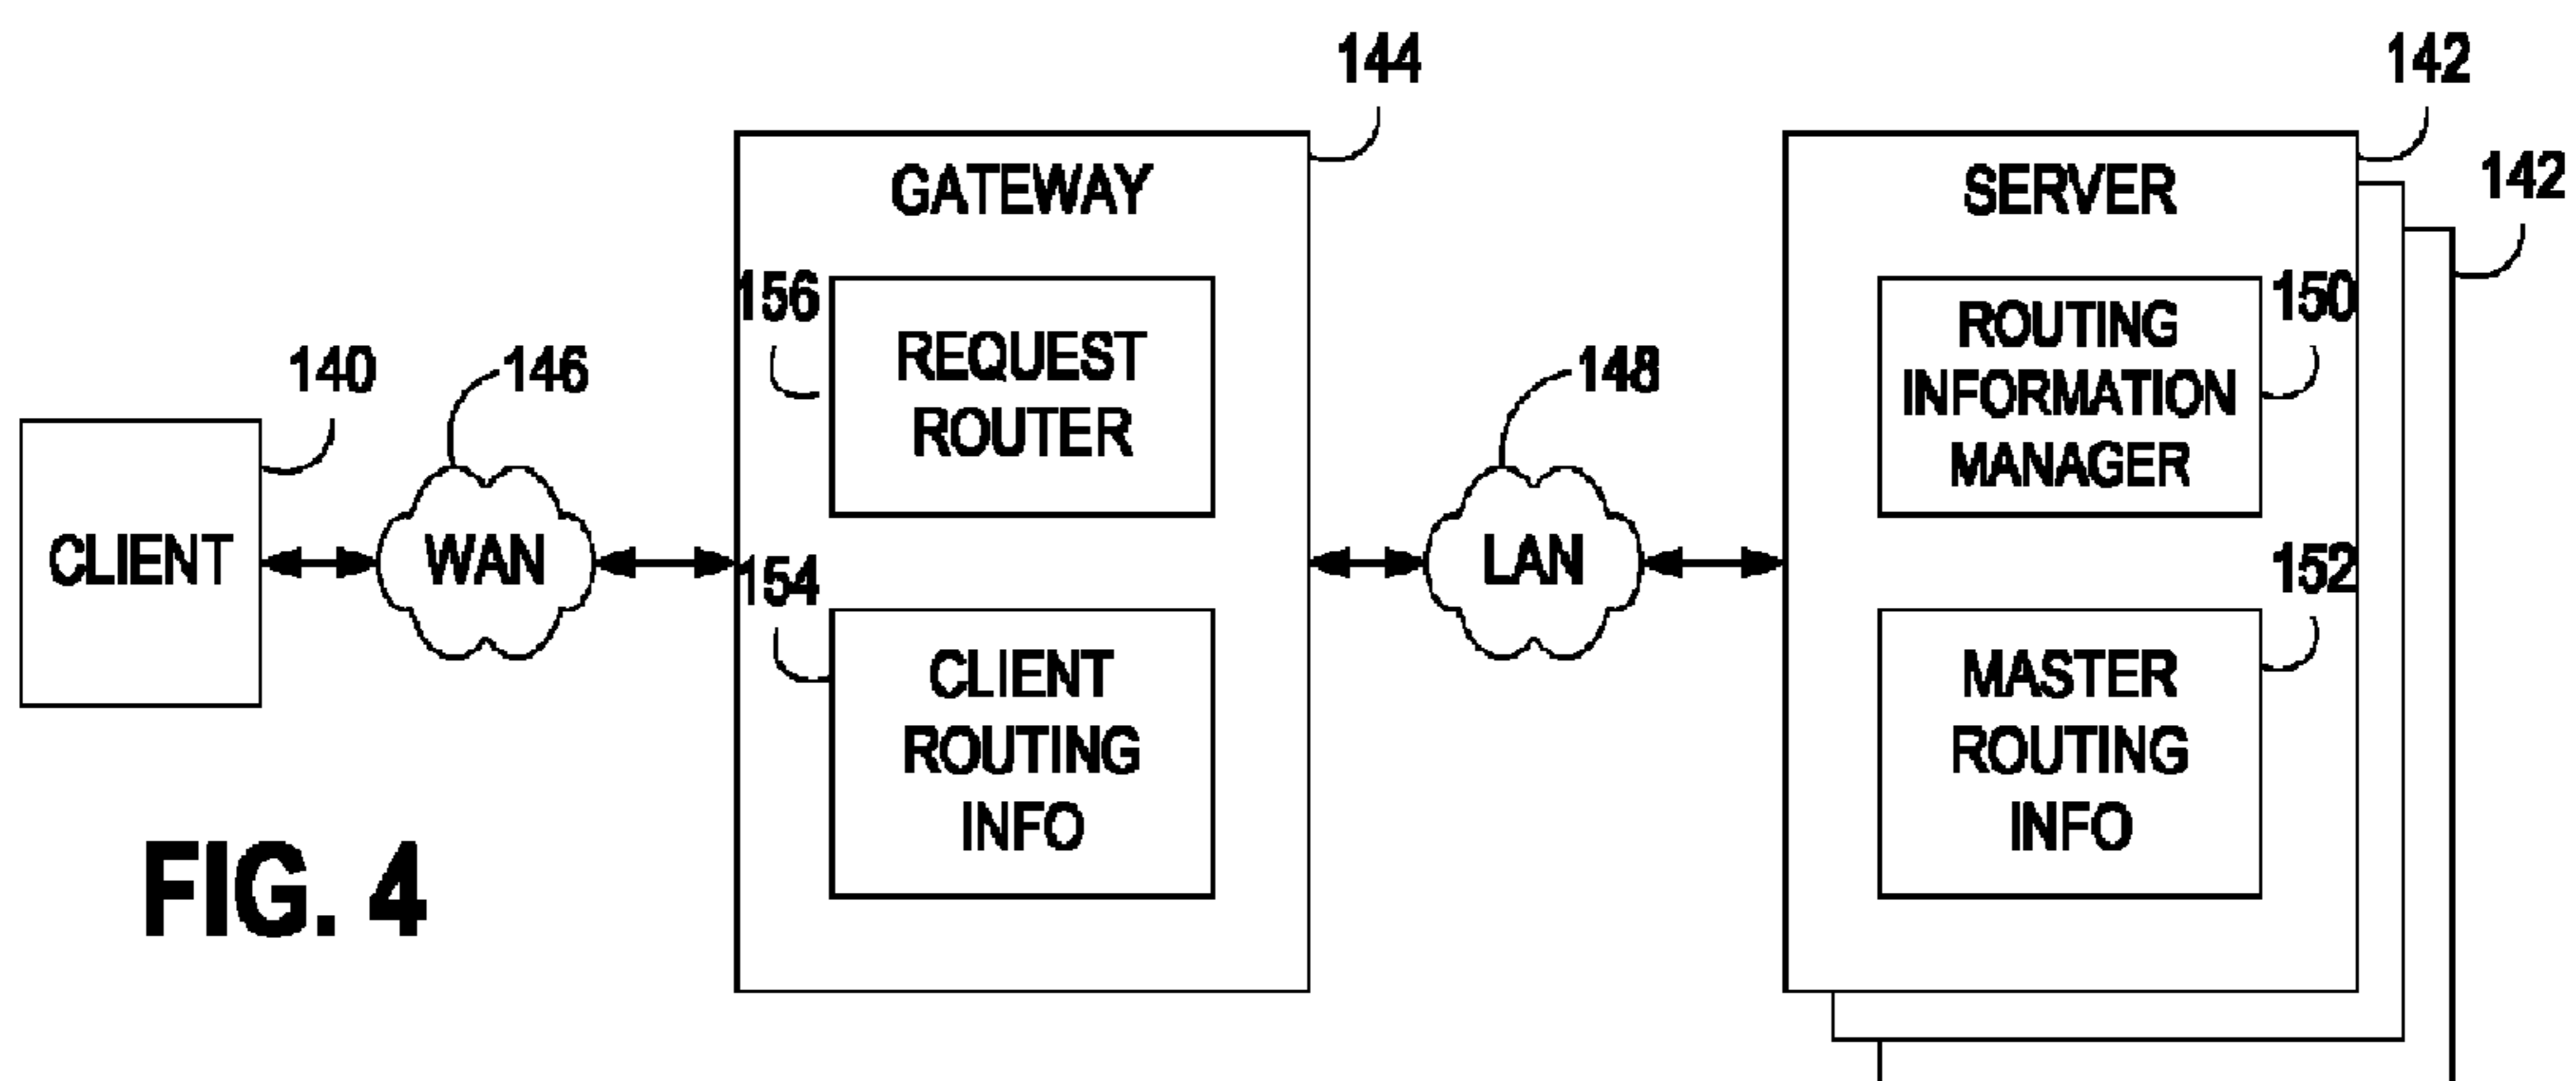 144
142
142
GATEWAY
SERVER
156
REQUEST
ROUTER
150
ROUTING
INFORMATION
MANAGER
140
146
148
CLIENT
WAN
LAN
154
CLIENT
ROUTING
INFO
152
MASTER
ROUTING
INFO
FIG. 4